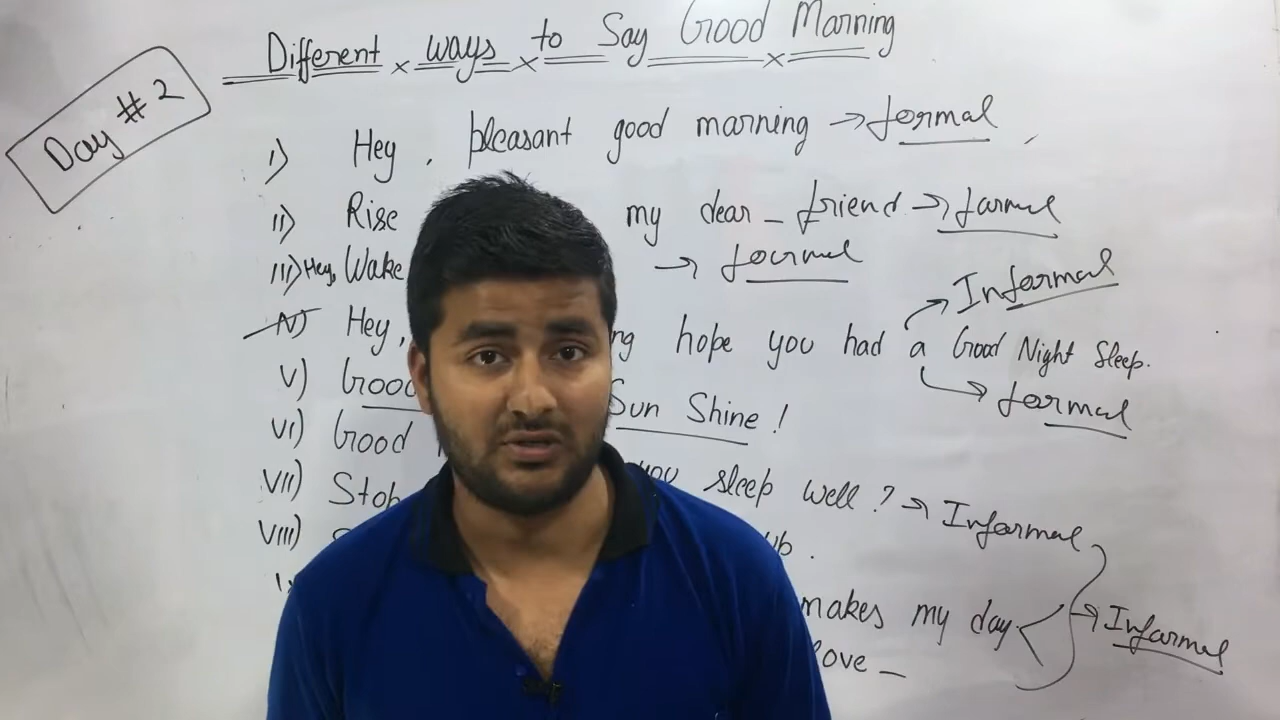 Different ways to Say Good Morning
Day # 2
I) Hey, pleasant good morning → formal
II) Rise my dear - friend → formal
III) Hey, Wake → formal
→ Informal
IV) Hey, ng hope you had a Good Night Sleep.
→ formal
V) Good Sun Shine!
VI) Good
you sleep well? → Informal
VII) Stop
VIII) up.
makes my day → Informal
love -